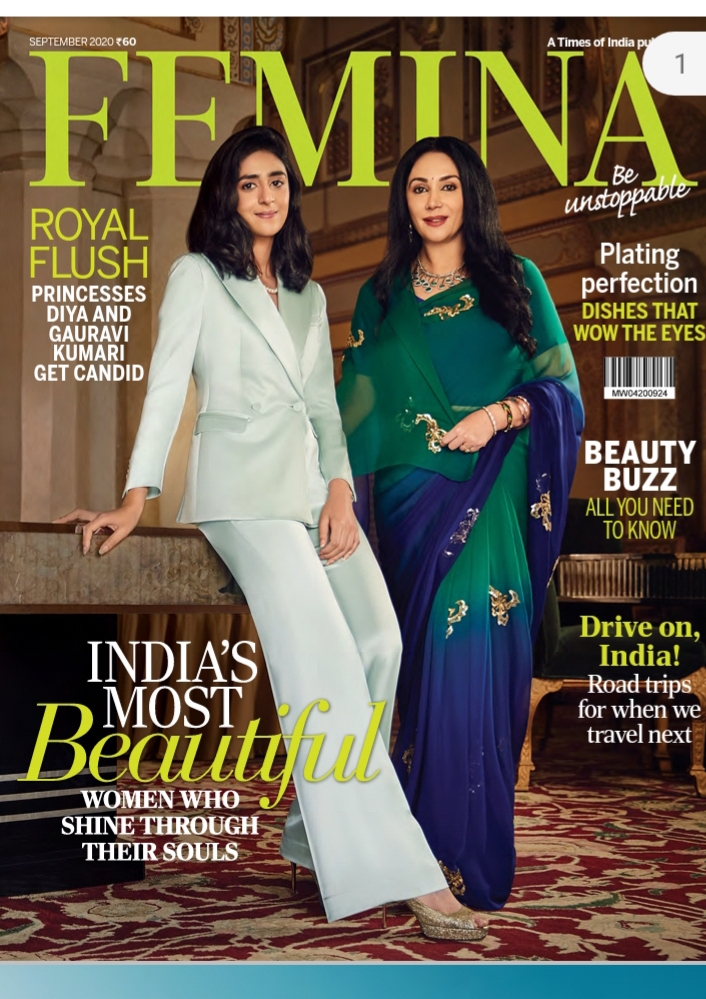 SEPTEMBER 2020 ₹60
A Times of India
1
FEMINA
Be
unstoppable
ROYAL
FLUSH
PRINCESSES
DIYA AND
GAURAVI
KUMARI
GET CANDID
Plating
perfection
DISHES THAT
WOW THE EYES
MW04200924
BEAUTY
BUZZ
ALL YOU NEED
TO KNOW
Drive on,
India!
Road trips
for when we
travel next
INDIA'S
MOST
Beautiful
WOMEN WHO
SHINE THROUGH
THEIR SOULS